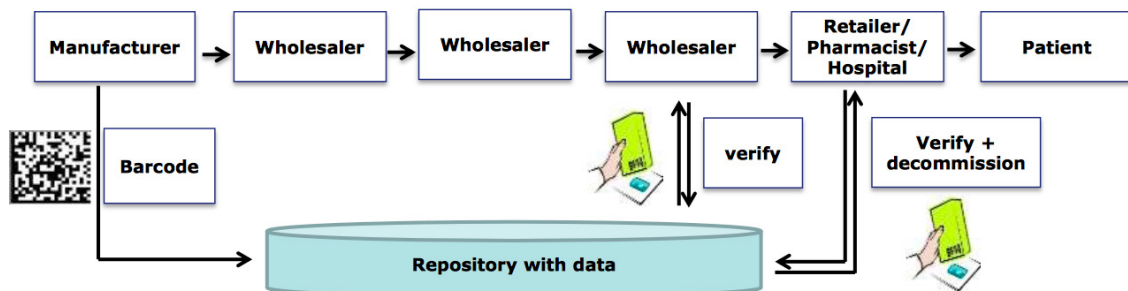 Manufacturer
Wholesaler
Wholesaler
Wholesaler
Retailer/
Pharmacist/
Hospital
Patient
Barcode
verify
Verify +
decommission
Repository with data